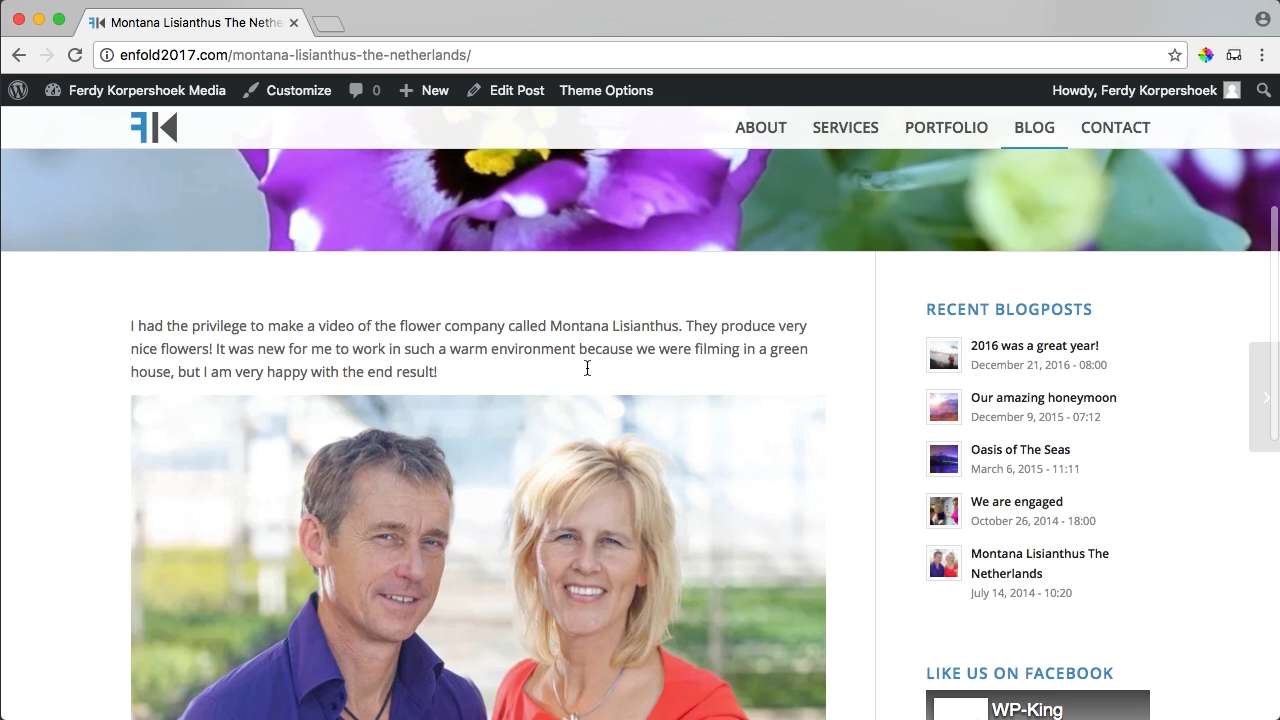 Montana Lisianthus The Nethe
enfold2017.com/montana-lisianthus-the-netherlands/
Ferdy Korpershoek Media
Customize
0
New
Edit Post
Theme Options
Howdy, Ferdy Korpershoek
FK
ABOUT
SERVICES
PORTFOLIO
BLOG
CONTACT
I had the privilege to make a video of the flower company called Montana Lisianthus. They produce very
nice flowers! It was new for me to work in such a warm environment because we were filming in a green
house, but I am very happy with the end result!
RECENT BLOGPOSTS
2016 was a great year!
December 21, 2016 - 08:00
Our amazing honeymoon
December 9, 2015 - 07:12
Oasis of The Seas
March 6, 2015 - 11:11
We are engaged
October 26, 2014 - 18:00
Montana Lisianthus The
Netherlands
July 14, 2014 - 10:20
LIKE US ON FACEBOOK
WP-King